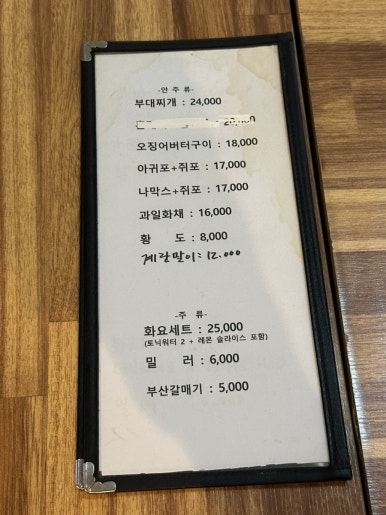 -안 주 류-
부대찌개 : 24,000
오징어버터구이 : 18,000
아귀포+쥐포 : 17,000
나막스+쥐포 : 17,000
과일화채 : 16,000
황 도 : 8,000
계란말이 : 12.000
-주 류-
화요세트 : 25,000
(토닉워터 2 + 레몬 슬라이스 포함)
밀 러 : 6,000
부산갈매기 : 5,000